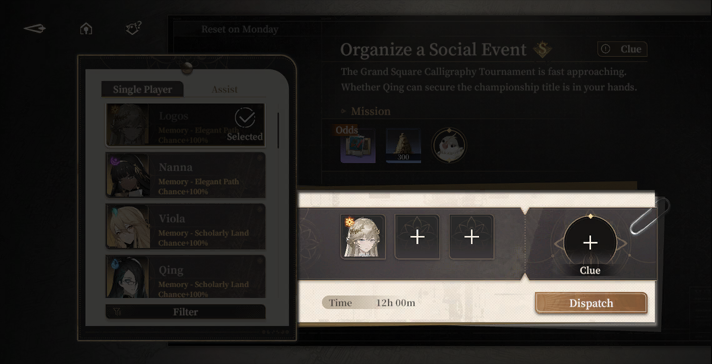 Reset on Monday
Organize a Social Event S
Clue
The Grand Square Calligraphy Tournament is fast approaching.
Whether Qing can secure the championship title is in your hands.
Mission
Odds
300
Single Player
Assist
Logos
Memory - Elegant Path
Chance+100%
Selected
Nanna
Memory - Elegant Path
Chance+100%
Viola
Memory - Scholarly Land
Chance+100%
Qing
Memory - Scholarly Land
Chance+100%
Filter
Clue
Time 12h 00m
Dispatch